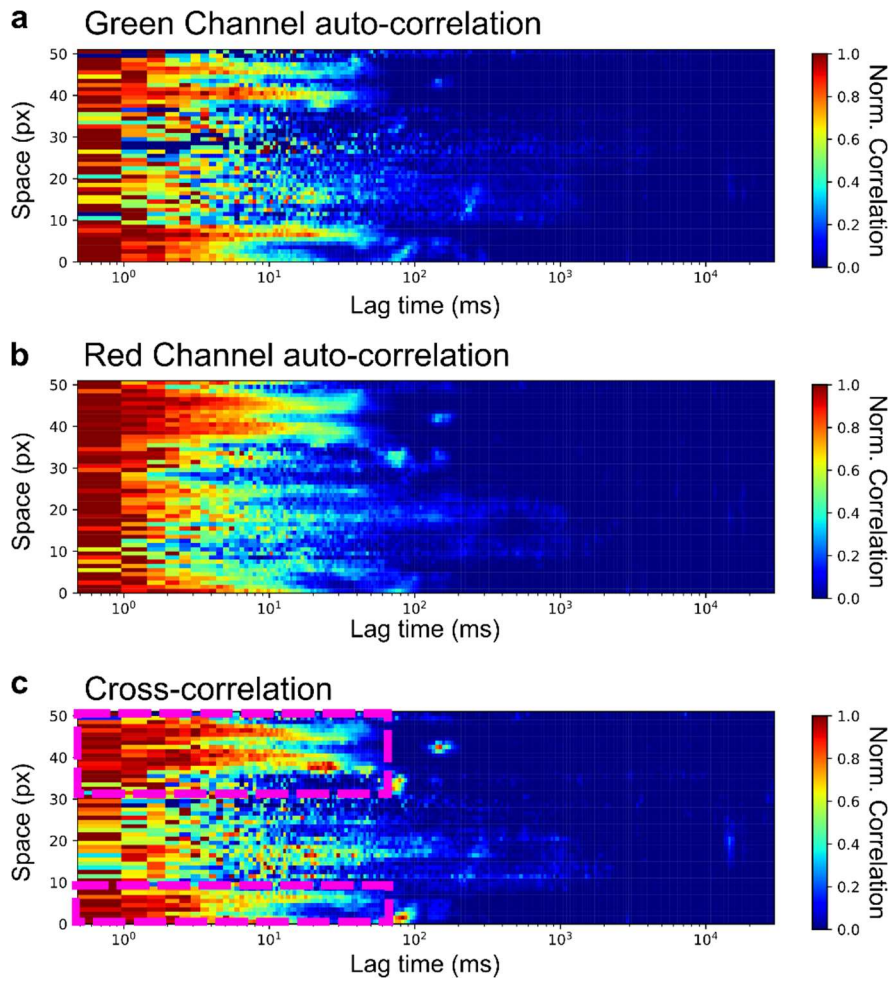 a Green Channel auto-correlation
50
40
30
20
10
0
Space (px)
10⁰ 10¹ 10² 10³ 10⁴
Lag time (ms)
1.0
0.8
0.6
0.4
0.2
0.0
Norm. Correlation
b Red Channel auto-correlation
50
40
30
20
10
0
Space (px)
10⁰ 10¹ 10² 10³ 10⁴
Lag time (ms)
1.0
0.8
0.6
0.4
0.2
0.0
Norm. Correlation
c Cross-correlation
50
40
30
20
10
0
Space (px)
10⁰ 10¹ 10² 10³ 10⁴
Lag time (ms)
1.0
0.8
0.6
0.4
0.2
0.0
Norm. Correlation